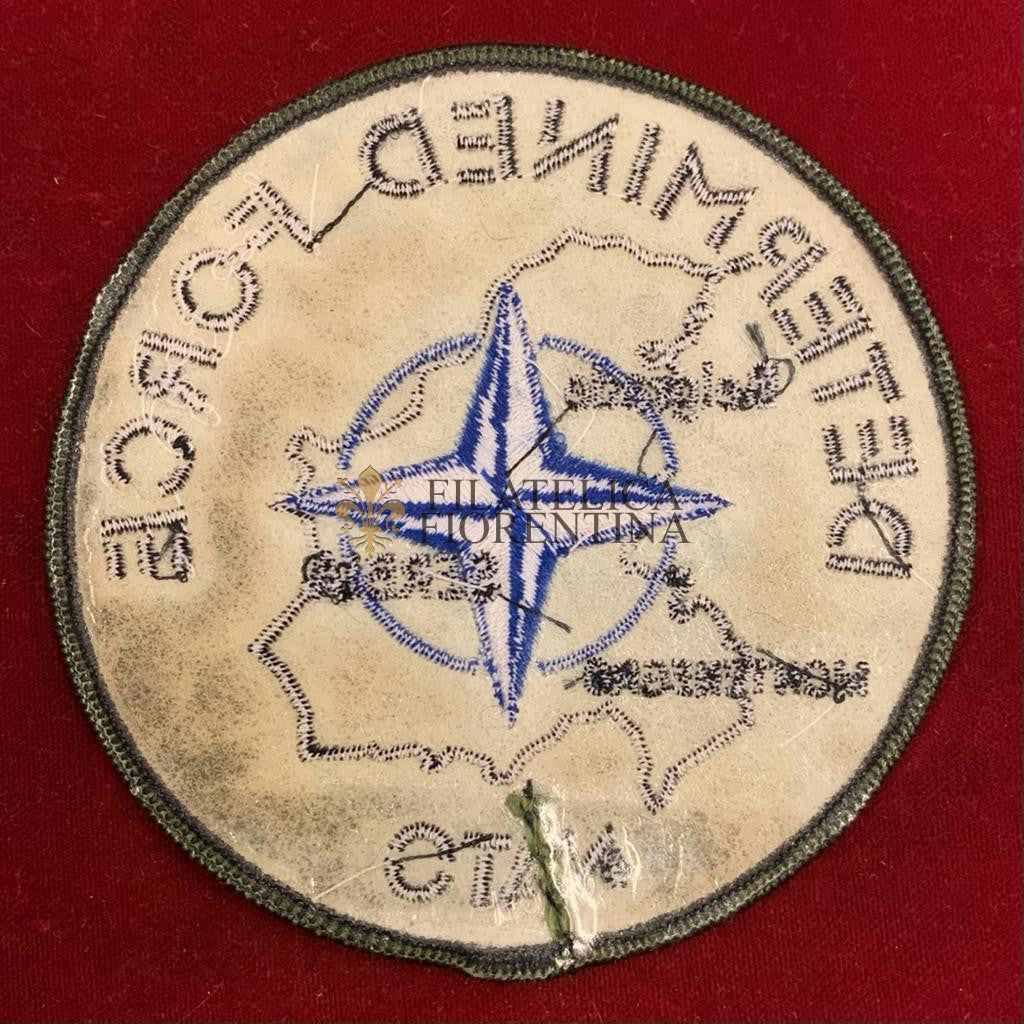 DETERMINED FORCE
FILATELICA
FIORENTINA
NATO